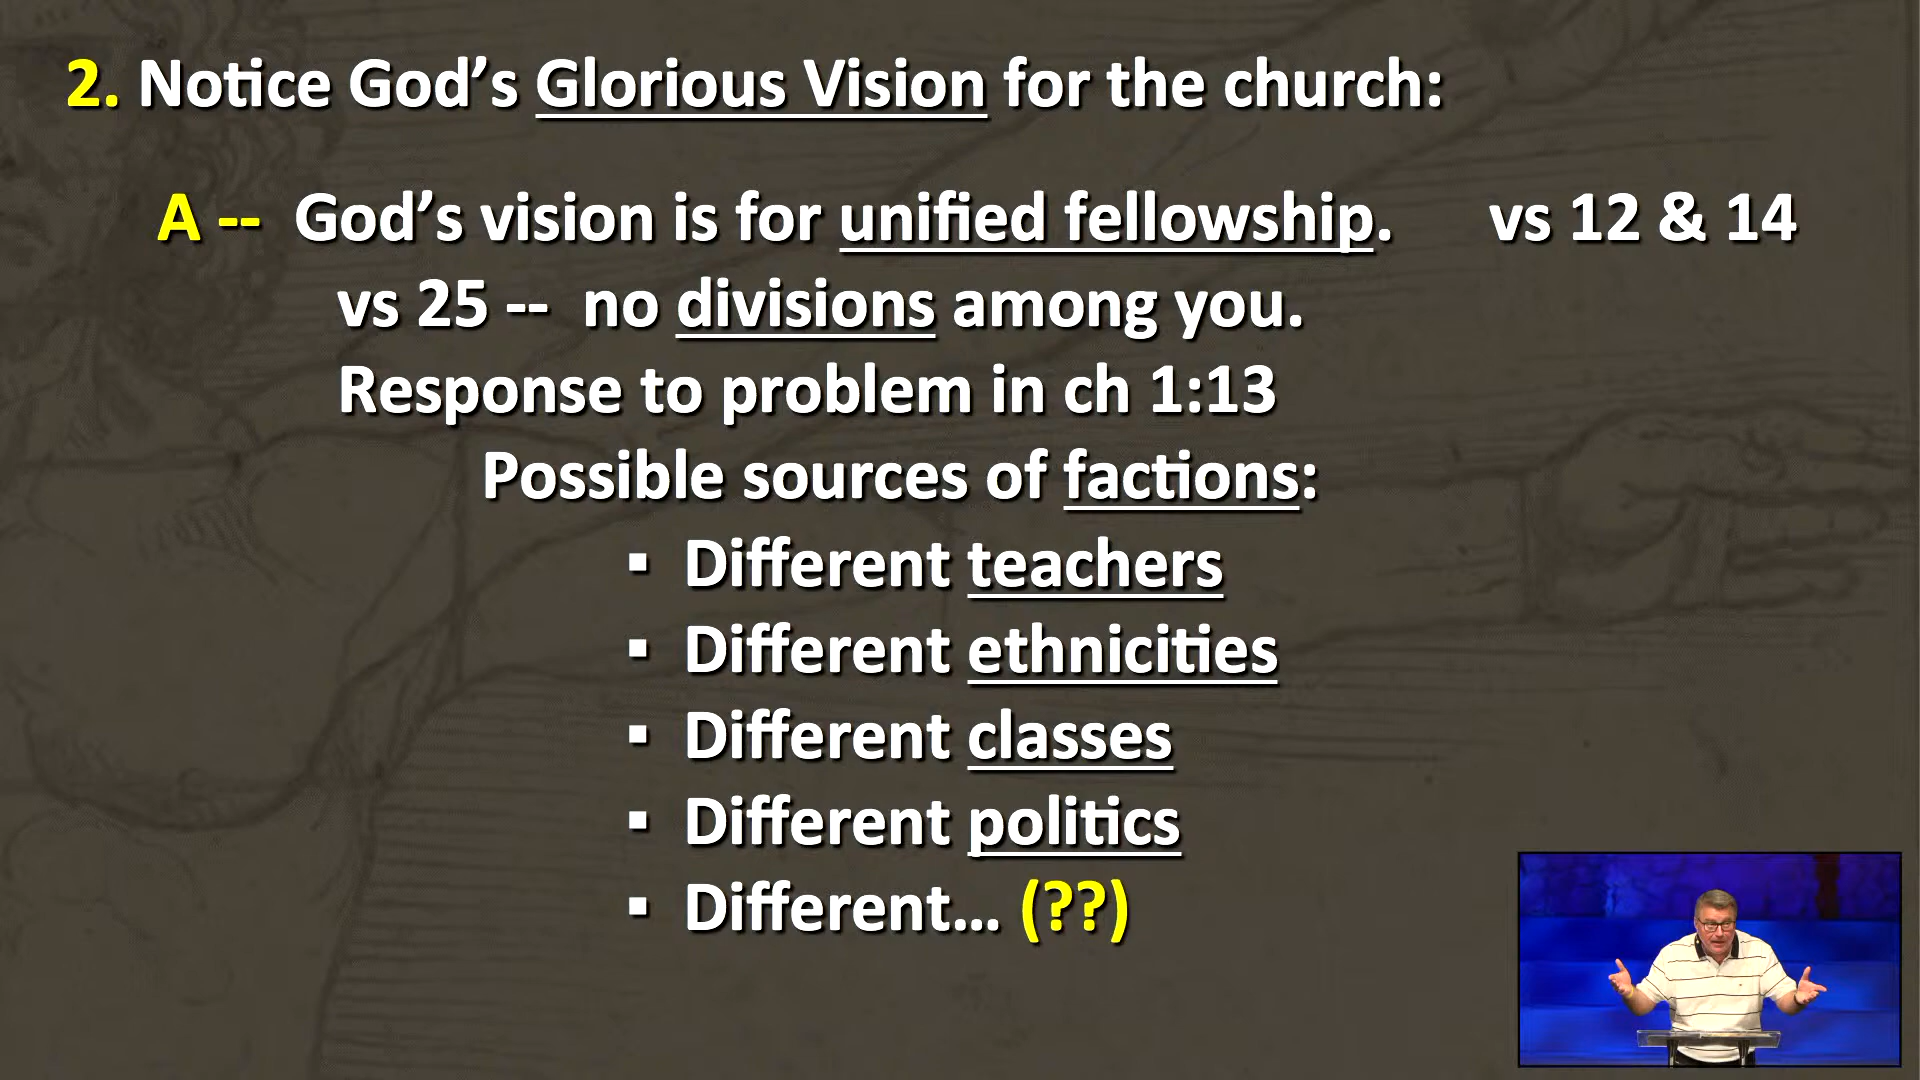 2. Notice God’s Glorious Vision for the church:
A -- God’s vision is for unified fellowship. vs 12 & 14
vs 25 -- no divisions among you.
Response to problem in ch 1:13
Possible sources of factions:
▪ Different teachers
▪ Different ethnicities
▪ Different classes
▪ Different politics
▪ Different... (??)